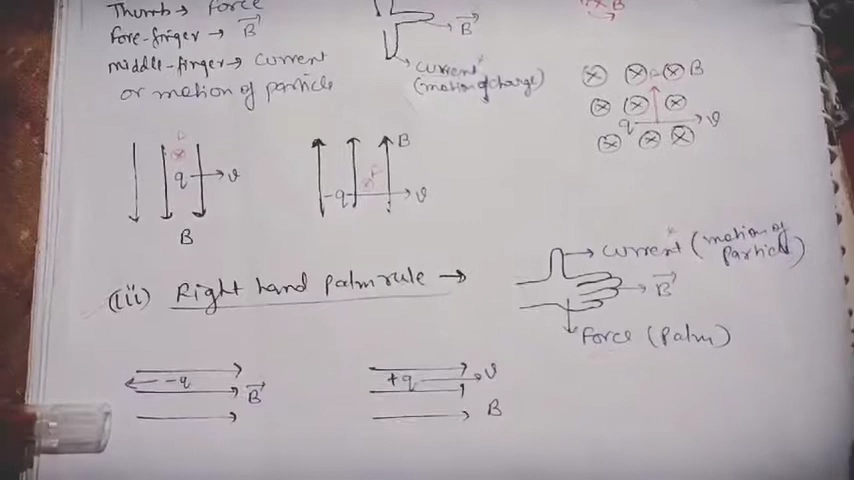 Thumb → Force
fore-finger → B
middle-finger → Current
or motion of particle
B
current
(motion of charge)
× B
B
q
v
q
v
B
B
-q
v
(iii) Right hand palm rule →
Current (motion of
particle)
B
Force (palm)
-q
B
+q
v
B